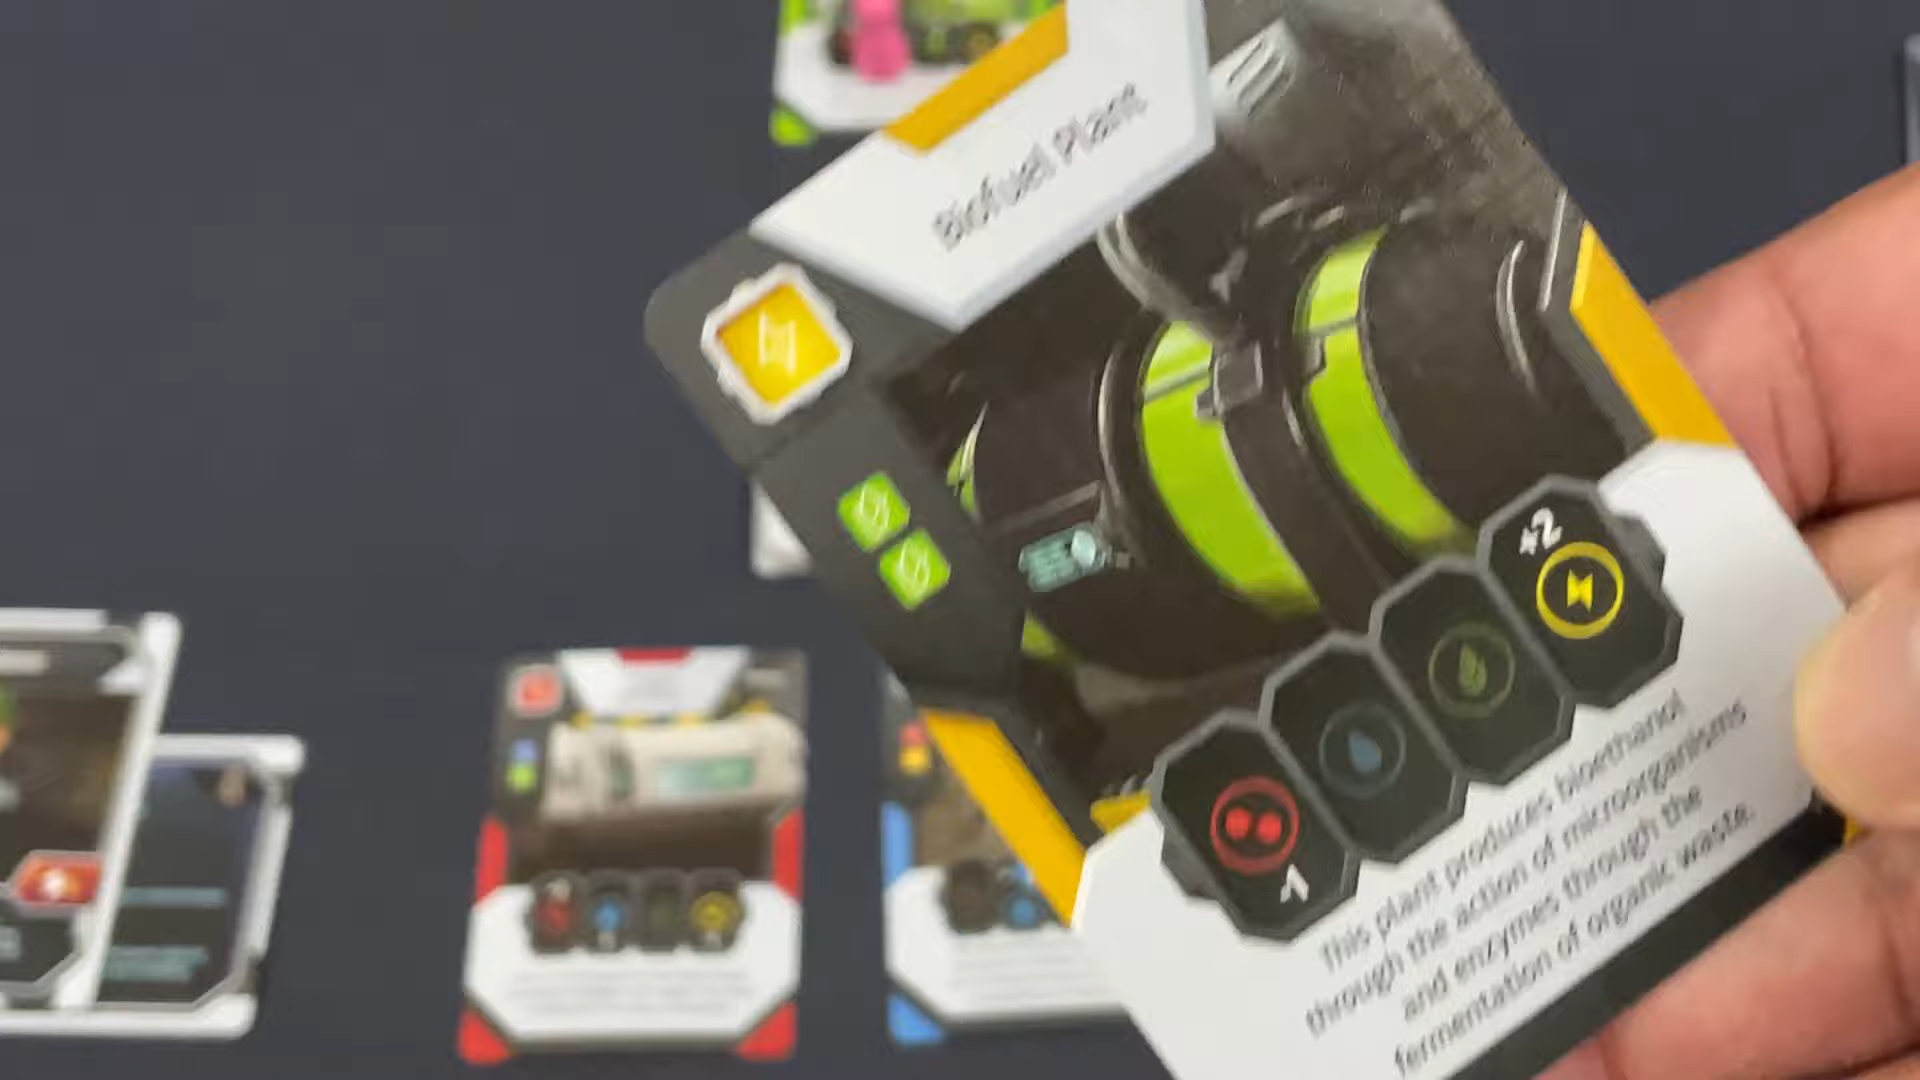 Biofuel Plant
+2
-1
This plant produces bioethanol
through the action of microorganisms
and enzymes through the
fermentation of organic waste.